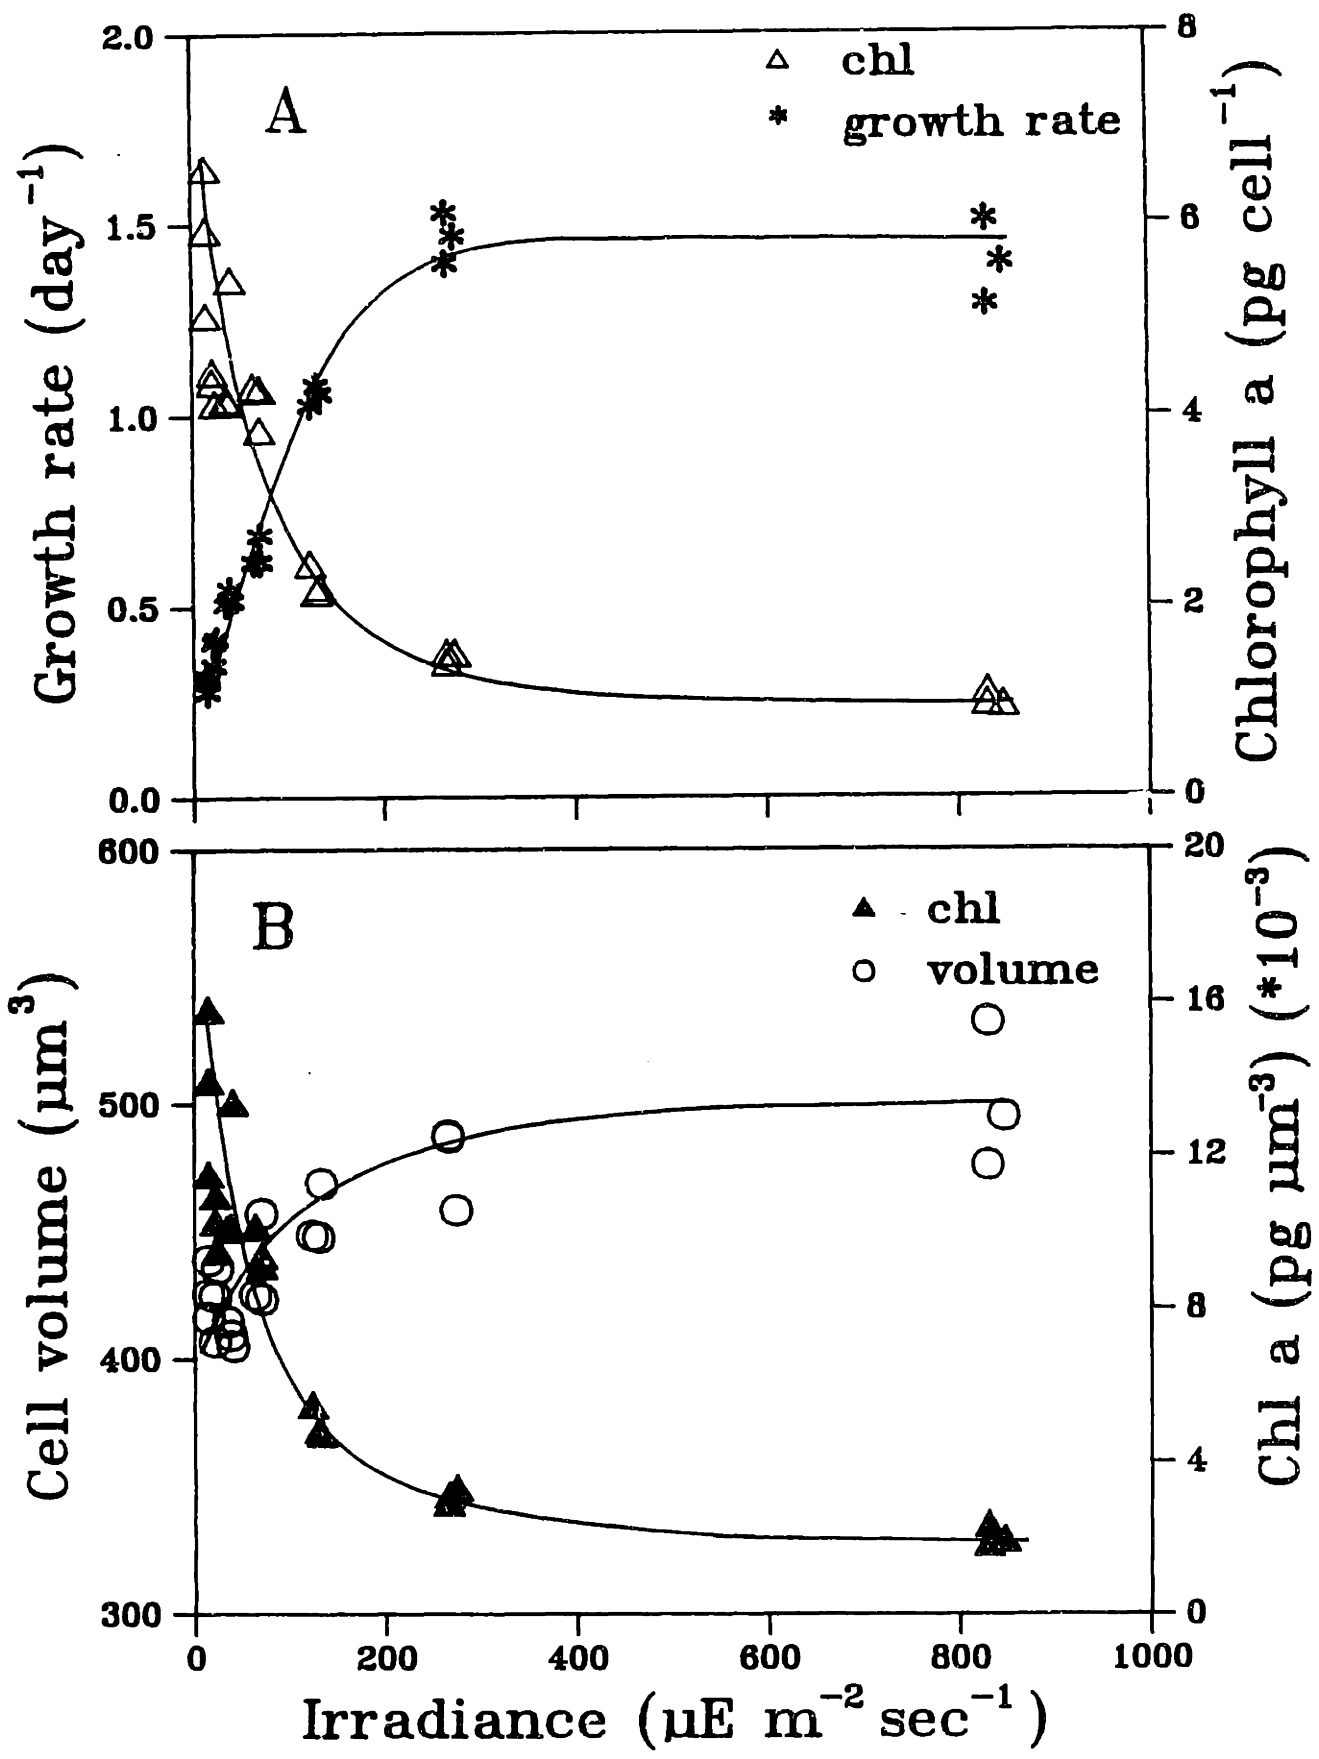 2.0
1.5
1.0
0.5
0.0
Growth rate (day⁻¹)
A
△ chl
* growth rate
8
6
4
2
0
Chlorophyll a (pg cell⁻¹)
600
500
400
300
Cell volume (µm³)
B
▲ chl
○ volume
20
16
12
8
4
0
Chl a (pg µm⁻³) (*10⁻³)
0 200 400 600 800 1000
Irradiance (µE m⁻² sec⁻¹)